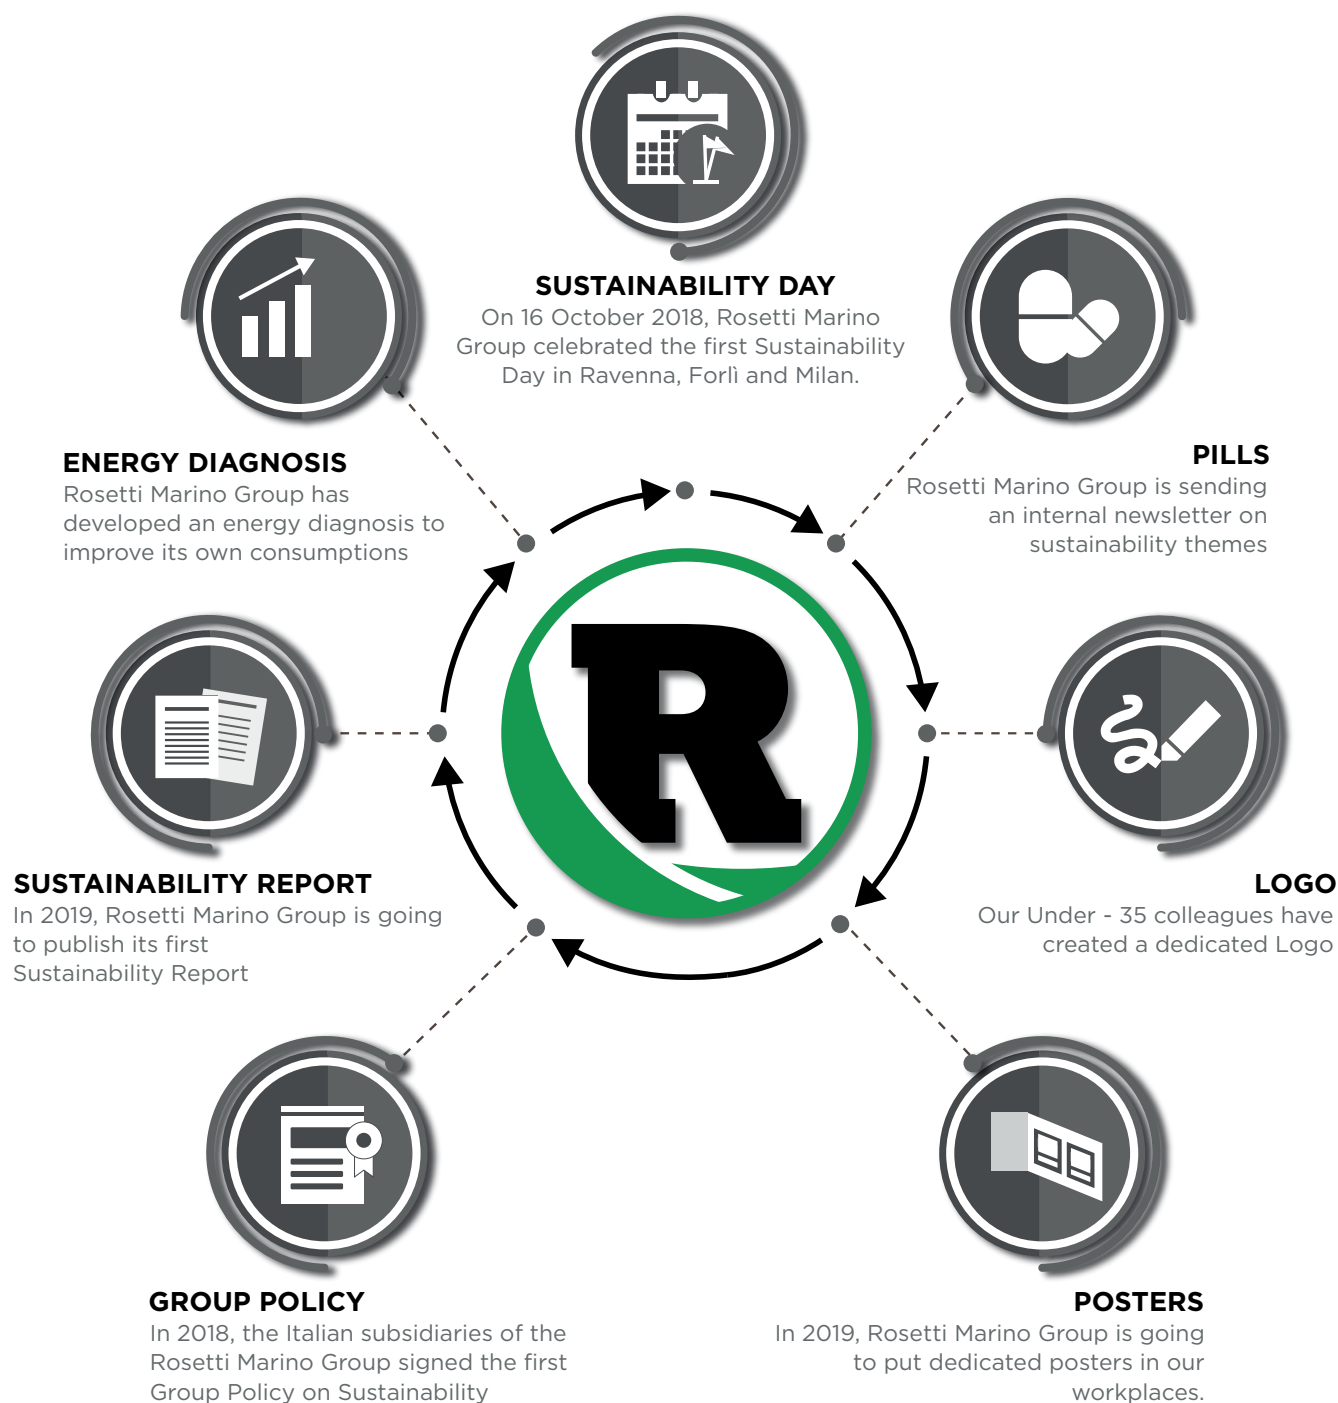 SUSTAINABILITY DAY
On 16 October 2018, Rosetti Marino
Group celebrated the first Sustainability
Day in Ravenna, Forlì and Milan.
ENERGY DIAGNOSIS
Rosetti Marino Group has
developed an energy diagnosis to
improve its own consumptions
PILLS
Rosetti Marino Group is sending
an internal newsletter on
sustainability themes
R
SUSTAINABILITY REPORT
In 2019, Rosetti Marino Group is going
to publish its first
Sustainability Report
LOGO
Our Under - 35 colleagues have
created a dedicated Logo
GROUP POLICY
In 2018, the Italian subsidiaries of the
Rosetti Marino Group signed the first
Group Policy on Sustainability
POSTERS
In 2019, Rosetti Marino Group is going
to put dedicated posters in our
workplaces.